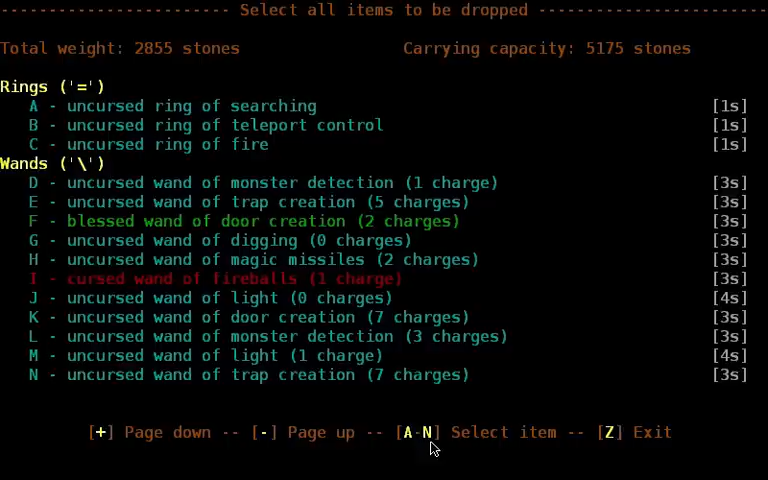 ------------------------ Select all items to be dropped ------------------------
Total weight: 2855 stones Carrying capacity: 5175 stones
Rings ('=')
A - uncursed ring of searching [1s]
B - uncursed ring of teleport control [1s]
C - uncursed ring of fire [1s]
Wands ('\')
D - uncursed wand of monster detection (1 charge) [3s]
E - uncursed wand of trap creation (5 charges) [3s]
F - blessed wand of door creation (2 charges) [3s]
G - uncursed wand of digging (0 charges) [3s]
H - uncursed wand of magic missiles (2 charges) [3s]
I - cursed wand of fireballs (1 charge) [3s]
J - uncursed wand of light (0 charges) [4s]
K - uncursed wand of door creation (7 charges) [3s]
L - uncursed wand of monster detection (3 charges) [3s]
M - uncursed wand of light (1 charge) [4s]
N - uncursed wand of trap creation (7 charges) [3s]
[+] Page down -- [-] Page up -- [A-N] Select item -- [Z] Exit